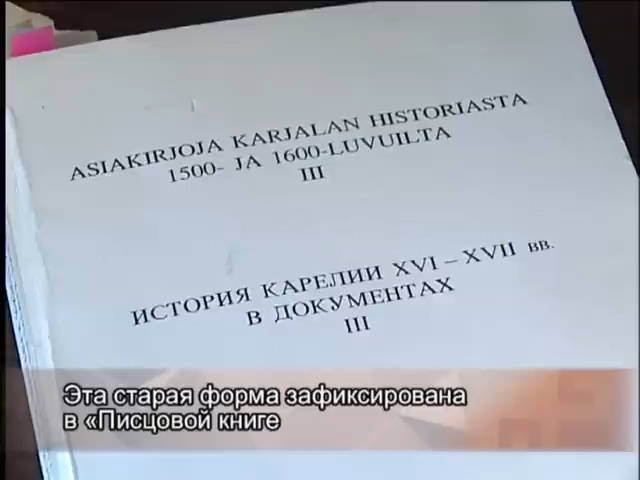 ASIAKIRJOJA KARJALAN HISTORIASTA
1500- JA 1600-LUVUILTA
III
ИСТОРИЯ КАРЕЛИИ XVI – XVII вв.
В ДОКУМЕНТАХ
III
Эта старая форма зафиксирована
в «Писцовой книге